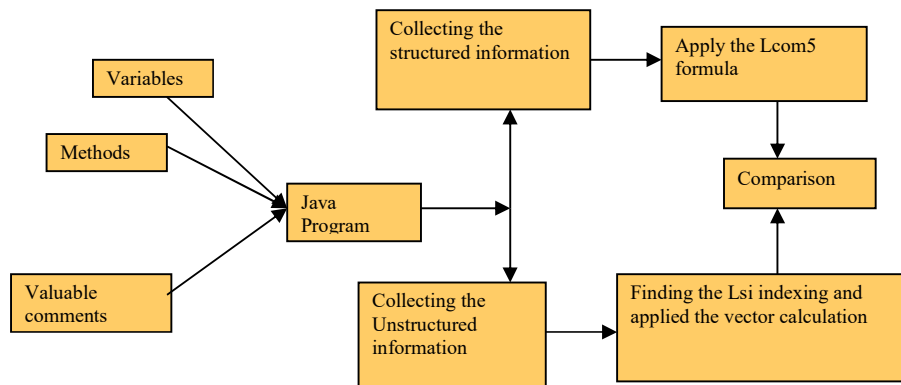 Variables
Methods
Valuable
comments
Java
Program
Collecting the
structured information
Apply the Lcom5
formula
Comparison
Collecting the
Unstructured
information
Finding the Lsi indexing and
applied the vector calculation